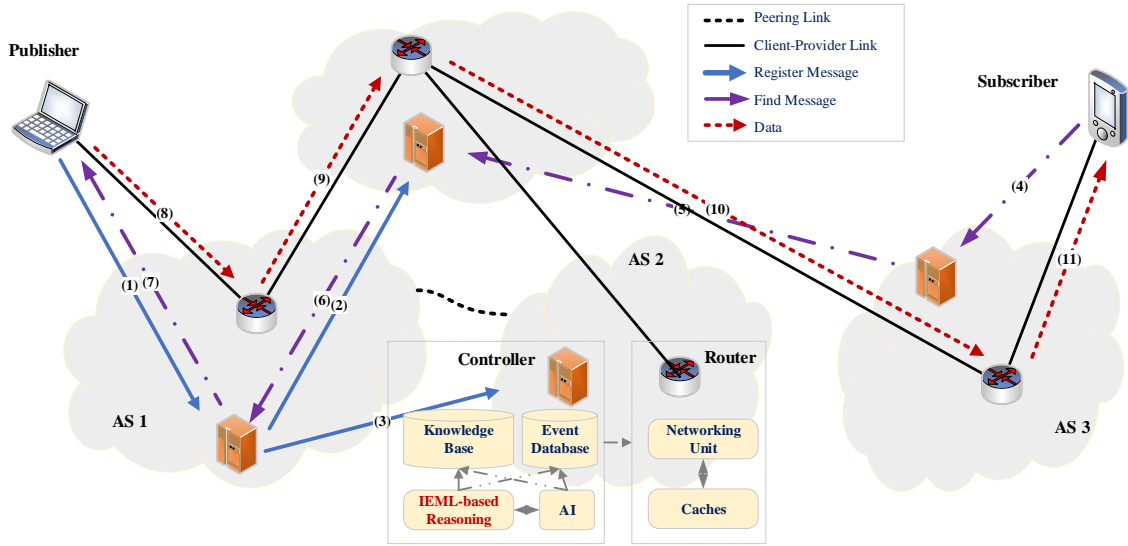 Publisher
Peering Link
Client-Provider Link
Register Message
Find Message
Data
Subscriber
(9)
(4)
(8)
(5)
(10)
(1)
(7)
(6)
(2)
(11)
AS 2
Controller
Router
AS 1
(3)
AS 3
Knowledge
Base
Event
Database
Networking
Unit
IEML-based
Reasoning
AI
Caches